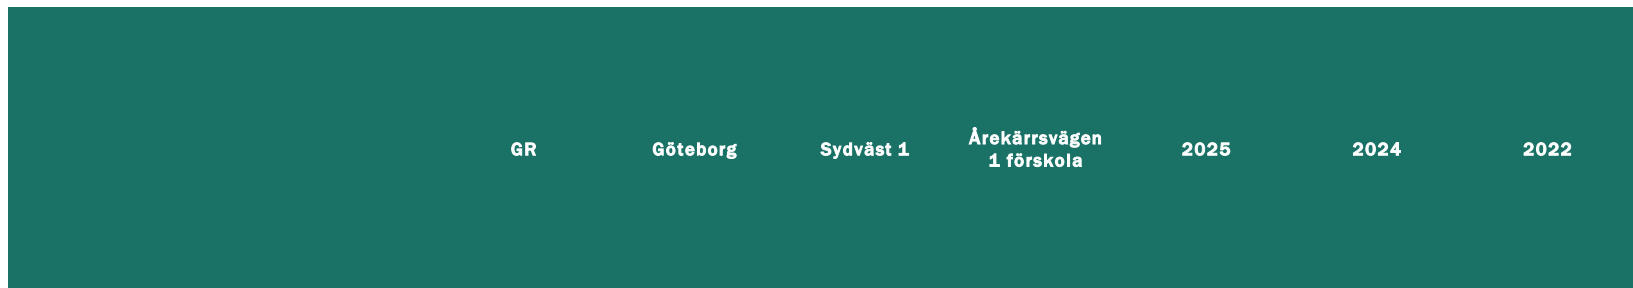 GR Göteborg Sydväst 1 Årekärrsvägen 1 förskola 2025 2024 2022